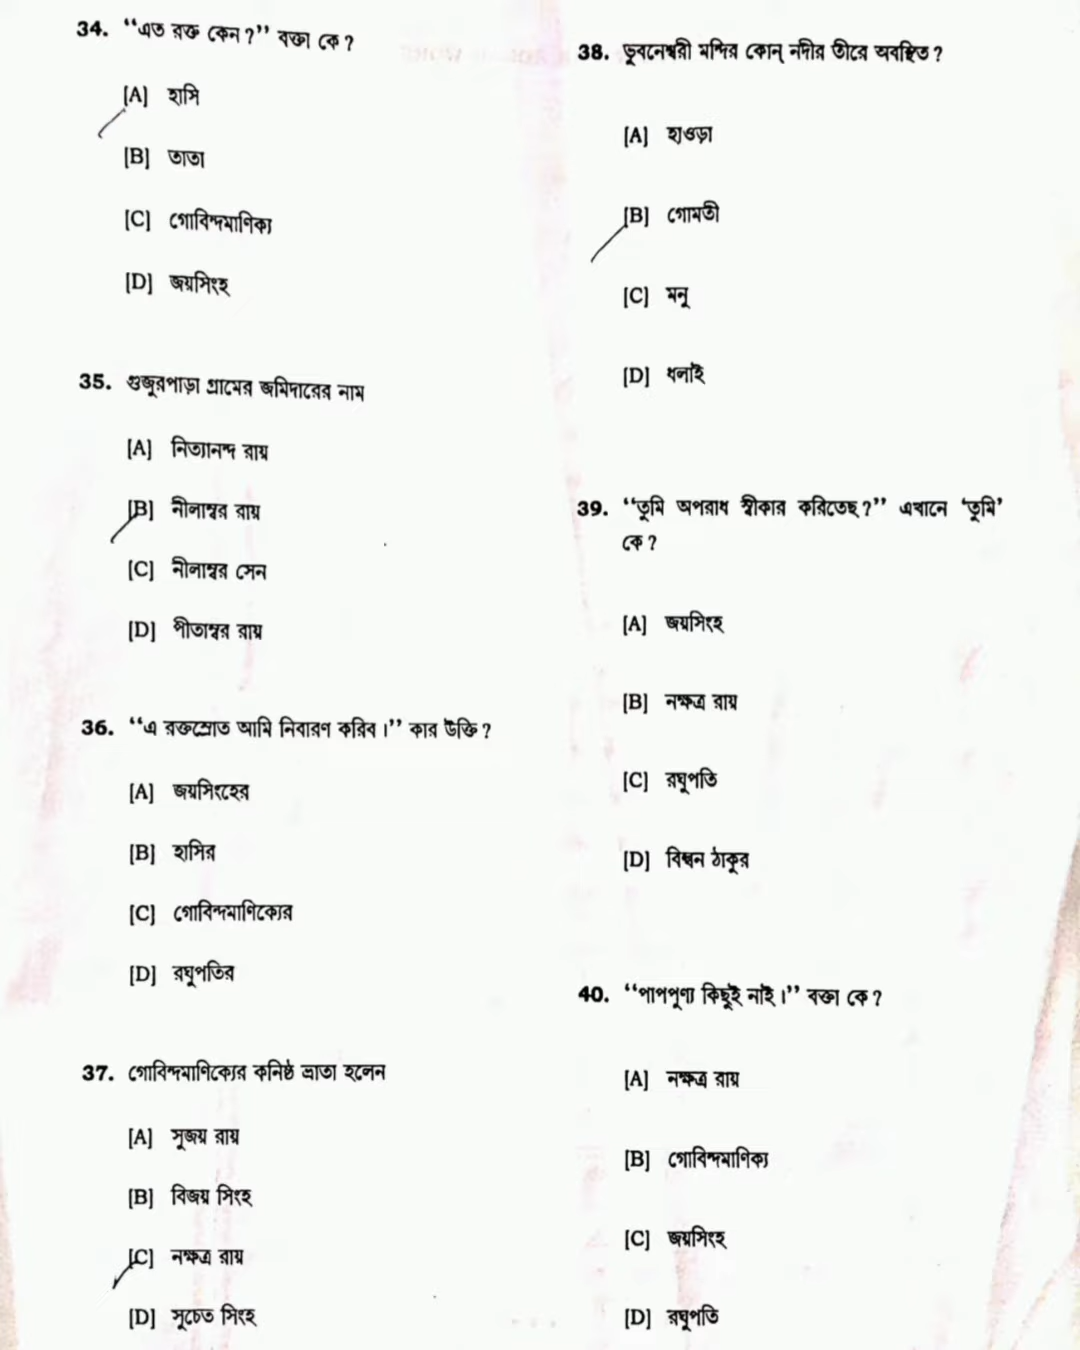 34. ‘‘এত রক্ত কেন ?’’ বক্তা কে ?
[A] হাসি
[B] তাতা
[C] গোবিন্দমাণিক্য
[D] জয়সিংহ
35. গুজুরপাড়া গ্রামের জমিদারের নাম
[A] নিত্যানন্দ রায়
[B] নীলাম্বর রায়
[C] নীলাম্বর সেন
[D] পীতাম্বর রায়
36. ‘‘এ রক্তস্রোত আমি নিবারণ করিব।’’ কার উক্তি ?
[A] জয়সিংহের
[B] হাসির
[C] গোবিন্দমাণিক্যের
[D] রঘুপতির
37. গোবিন্দমাণিক্যের কনিষ্ঠ ভ্রাতা হলেন
[A] সুজয় রায়
[B] বিজয় সিংহ
[C] নক্ষত্র রায়
[D] সুচেত সিংহ
38. ভুবনেশ্বরী মন্দির কোন্ নদীর তীরে অবস্থিত ?
[A] হাওড়া
[B] গোমতী
[C] মনু
[D] ধলাই
39. ‘‘তুমি অপরাধ স্বীকার করিতেছ ?’’ এখানে ‘তুমি’
কে ?
[A] জয়সিংহ
[B] নক্ষত্র রায়
[C] রঘুপতি
[D] বিল্বন ঠাকুর
40. ‘‘পাপপুণ্য কিছুই নাই।’’ বক্তা কে ?
[A] নক্ষত্র রায়
[B] গোবিন্দমাণিক্য
[C] জয়সিংহ
[D] রঘুপতি